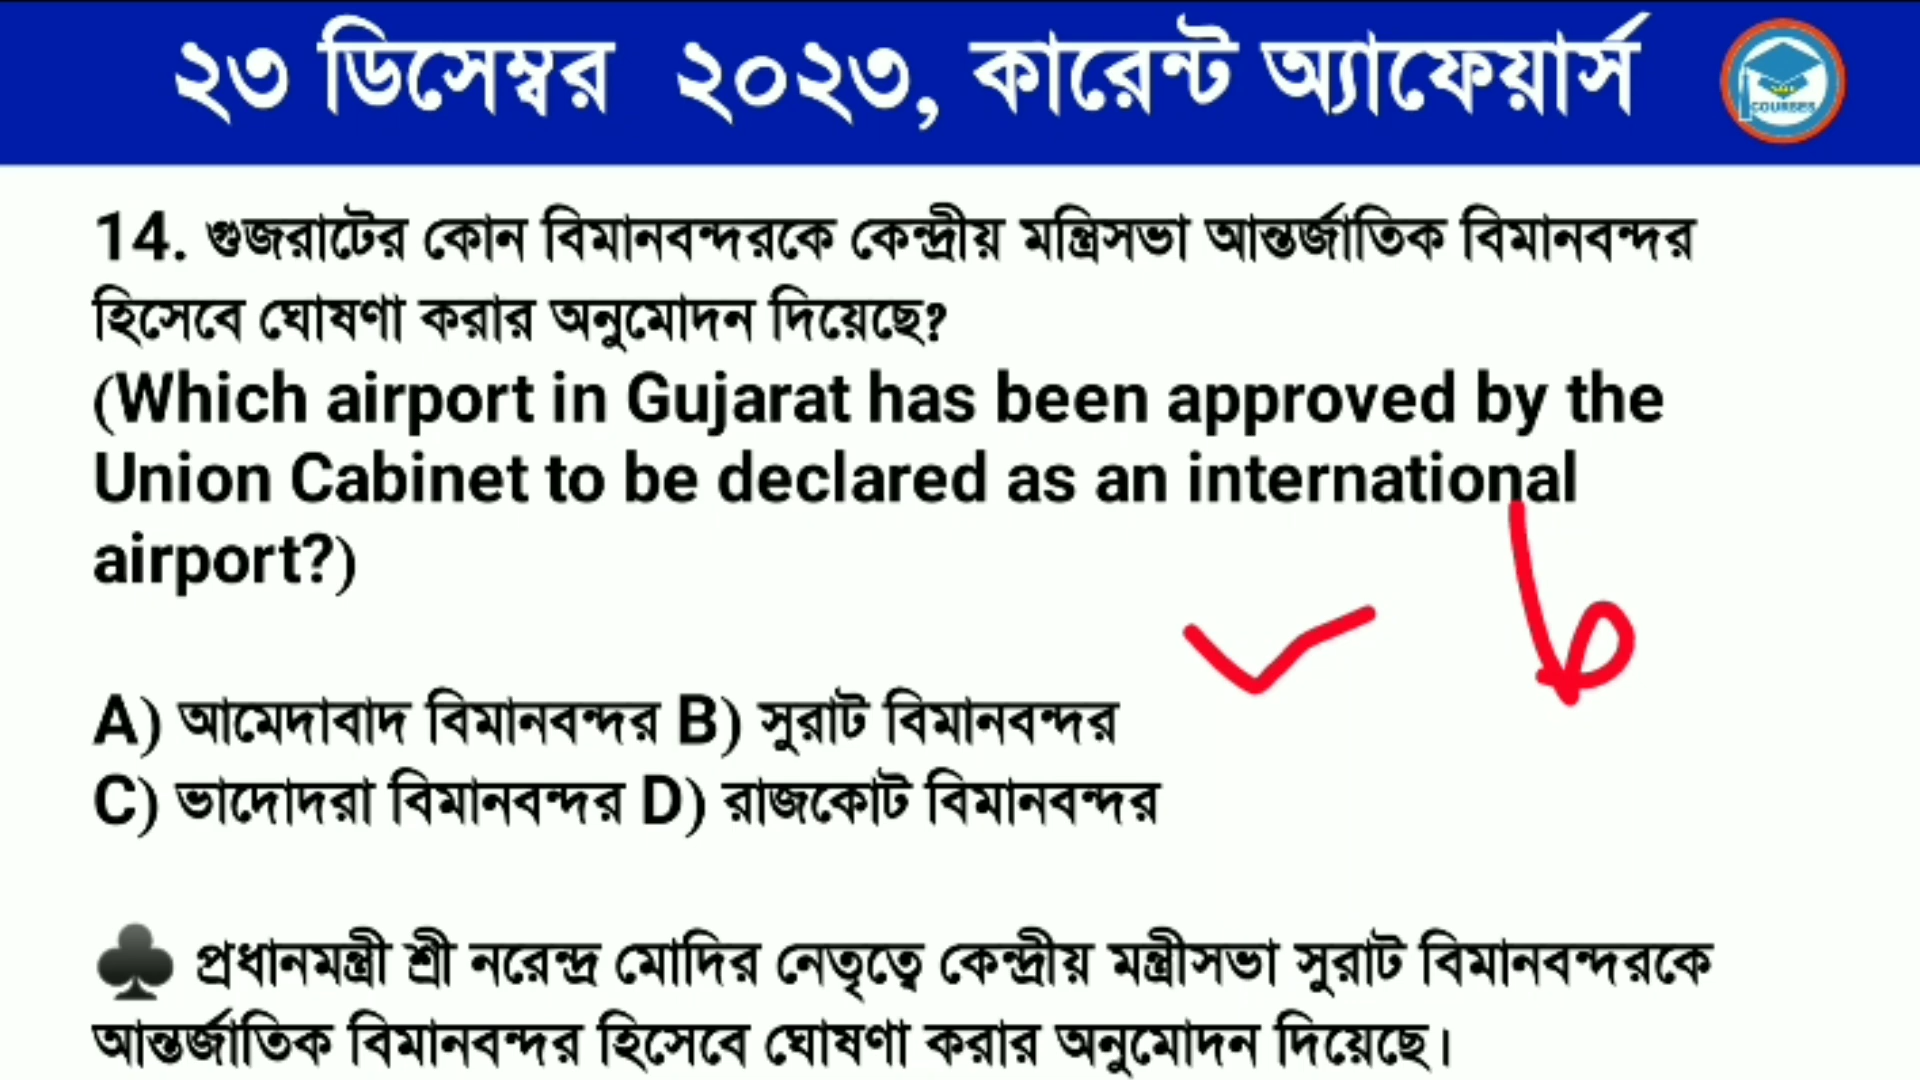 ২৩ ডিসেম্বর ২০২৩, কারেন্ট অ্যাফেয়ার্স
COURSES
14. গুজরাটের কোন বিমানবন্দরকে কেন্দ্রীয় মন্ত্রিসভা আন্তর্জাতিক বিমানবন্দর
হিসেবে ঘোষণা করার অনুমোদন দিয়েছে?
(Which airport in Gujarat has been approved by the
Union Cabinet to be declared as an international
airport?)
A) আমেদাবাদ বিমানবন্দর B) সুরাট বিমানবন্দর
C) ভাদোদরা বিমানবন্দর D) রাজকোট বিমানবন্দর
♣ প্রধানমন্ত্রী শ্রী নরেন্দ্র মোদির নেতৃত্বে কেন্দ্রীয় মন্ত্রীসভা সুরাট বিমানবন্দরকে
আন্তর্জাতিক বিমানবন্দর হিসেবে ঘোষণা করার অনুমোদন দিয়েছে।